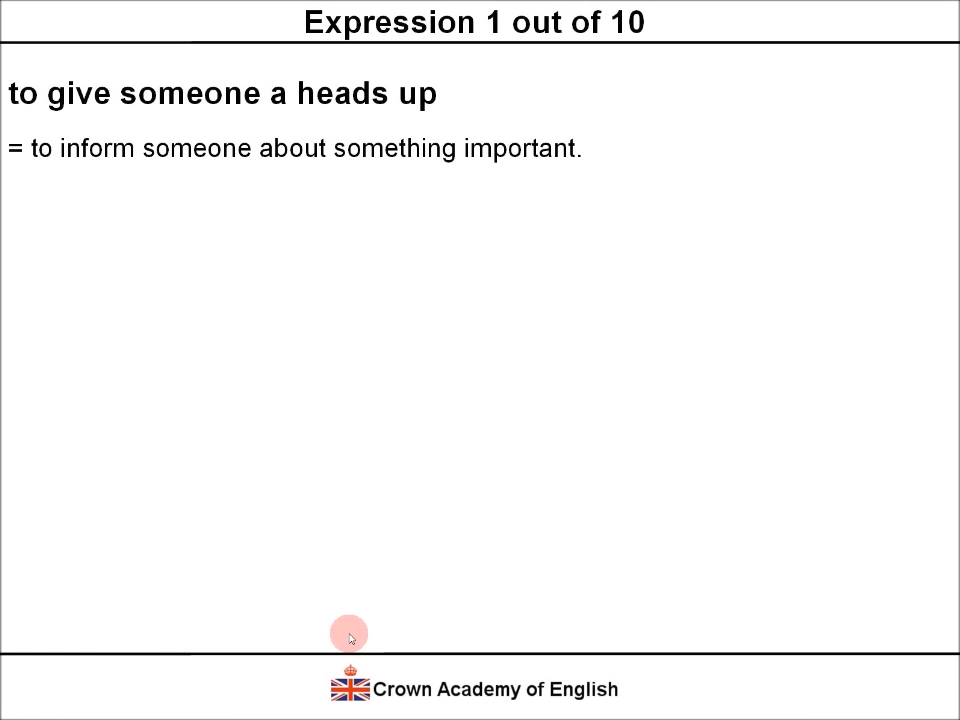 Expression 1 out of 10
to give someone a heads up
= to inform someone about something important.
Crown Academy of English